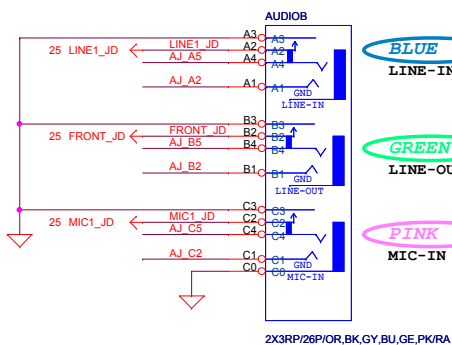 AUDIOB
A3 A3
25 LINE1_JD LINE1_JD A2 A2
AJ_A5 A4 A4
BLUE
LINE-IN
AJ_A2 A1 A1
GND
LINE-IN
B3 B3
25 FRONT_JD FRONT_JD B2 B2
AJ_B5 B4 B4
GREEN
LINE-OU
AJ_B2 B1 B1
GND
LINE-OUT
C3 C3
25 MIC1_JD MIC1_JD C2 C2
AJ_C5 C4 C4
PINK
MIC-IN
AJ_C2 C1 C1
GND
C0 C0
MIC-IN
2X3RP/26P/OR,BK,GY,BU,GE,PK/RA